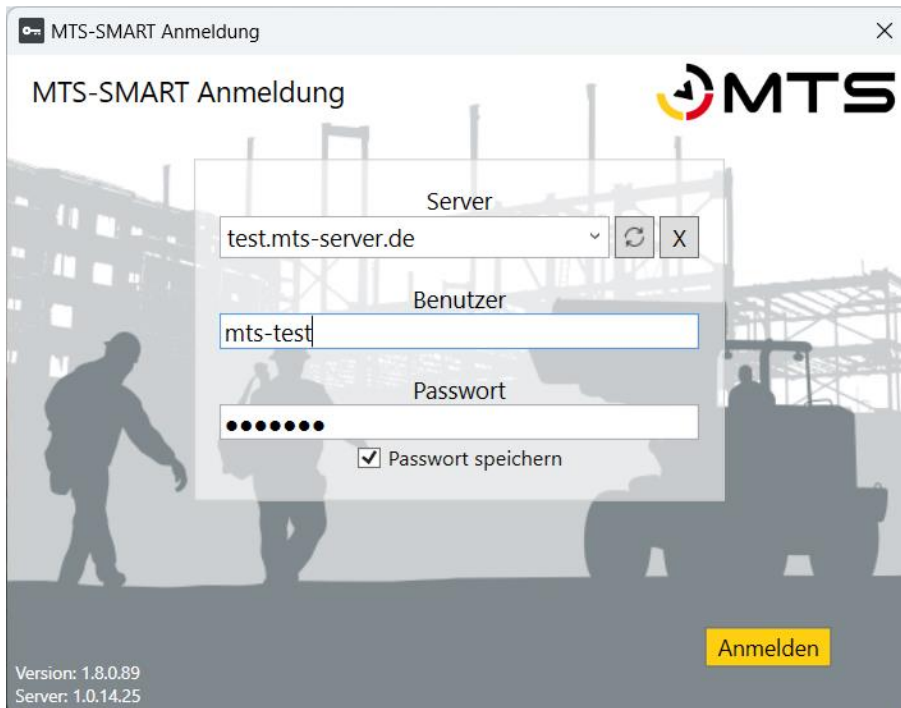 MTS-SMART Anmeldung
MTS-SMART Anmeldung
MTS
Server
test.mts-server.de
X
Benutzer
mts-test
Passwort
●●●●●●●
Passwort speichern
Anmelden
Version: 1.8.0.89
Server: 1.0.14.25